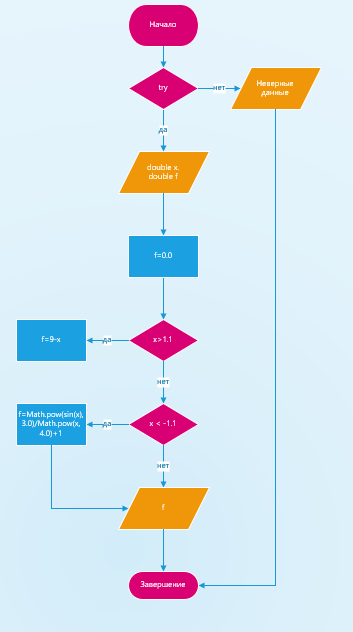 Начало
try
нет
Неверные
данные
да
double x.
double f
f=0.0
f=9-x
да
x>1.1
нет
f=Math.pow(sin(x),
3.0)/Math.pow(x,
4.0)+1
да
x < -1.1
нет
f
Завершение